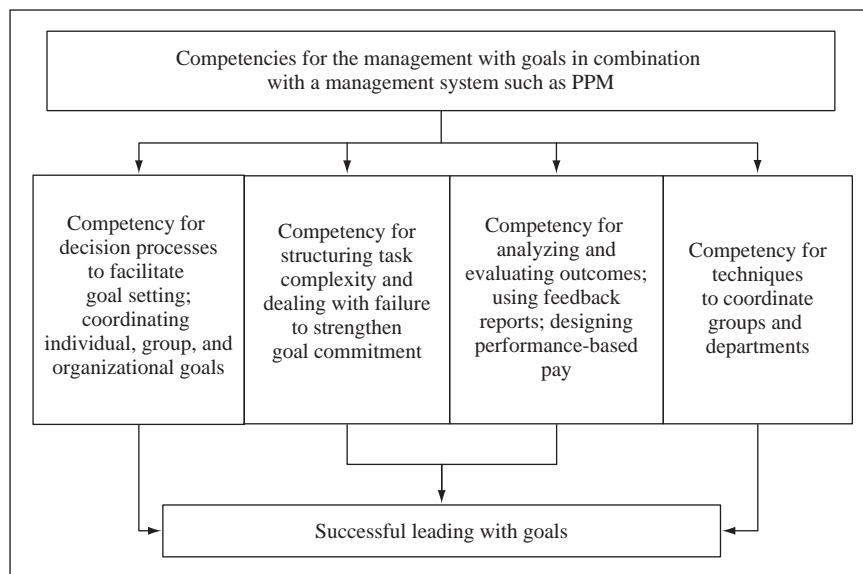 Competencies for the management with goals in combination
with a management system such as PPM
Competency for
decision processes
to facilitate
goal setting;
coordinating
individual, group, and
organizational goals
Competency for
structuring task
complexity and
dealing with failure
to strengthen
goal commitment
Competency for
analyzing and
evaluating outcomes;
using feedback
reports; designing
performance-based
pay
Competency for
techniques
to coordinate
groups and
departments
Successful leading with goals